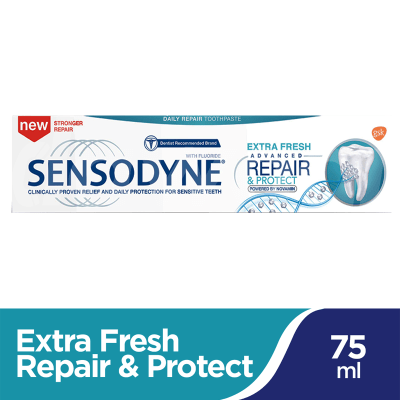 new
STRONGER
REPAIR
DAILY REPAIR TOOTHPASTE
Dentist Recommended Brand
WITH FLUORIDE
SENSODYNE®
CLINICALLY PROVEN RELIEF AND DAILY PROTECTION FOR SENSITIVE TEETH
EXTRA FRESH
ADVANCED
REPAIR
& PROTECT
POWERED BY NOVAMIN
gsk
Extra Fresh
Repair & Protect
75
ml